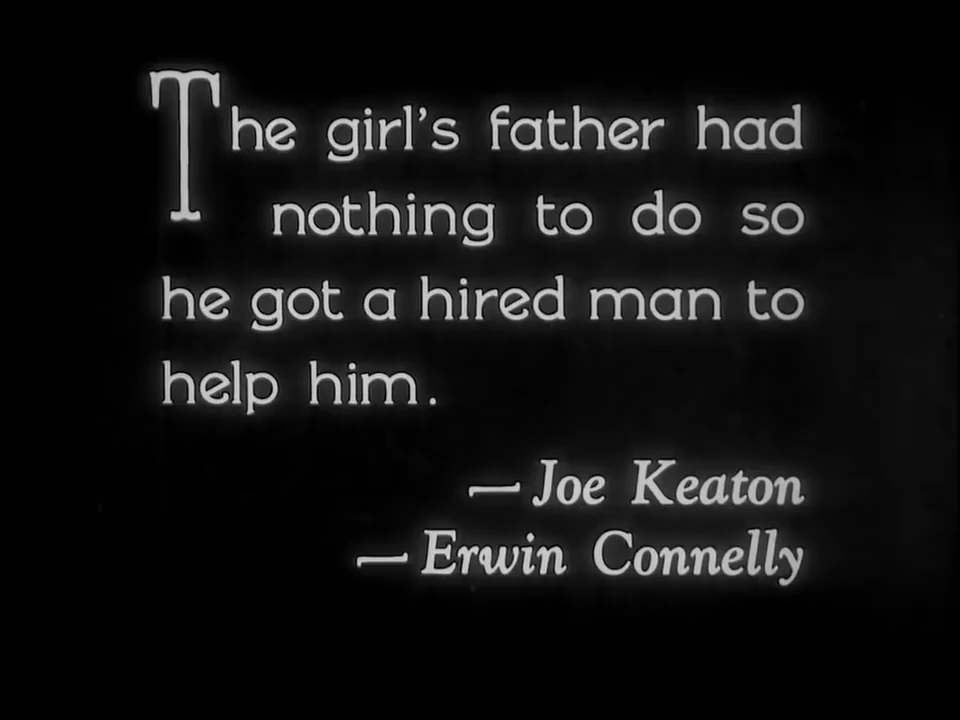 The girl's father had
nothing to do so
he got a hired man to
help him.
— Joe Keaton
— Erwin Connelly